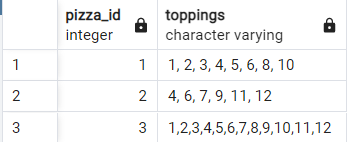 pizza_id toppings
integer character varying
1 1 1, 2, 3, 4, 5, 6, 8, 10
2 2 4, 6, 7, 9, 11, 12
3 3 1,2,3,4,5,6,7,8,9,10,11,12